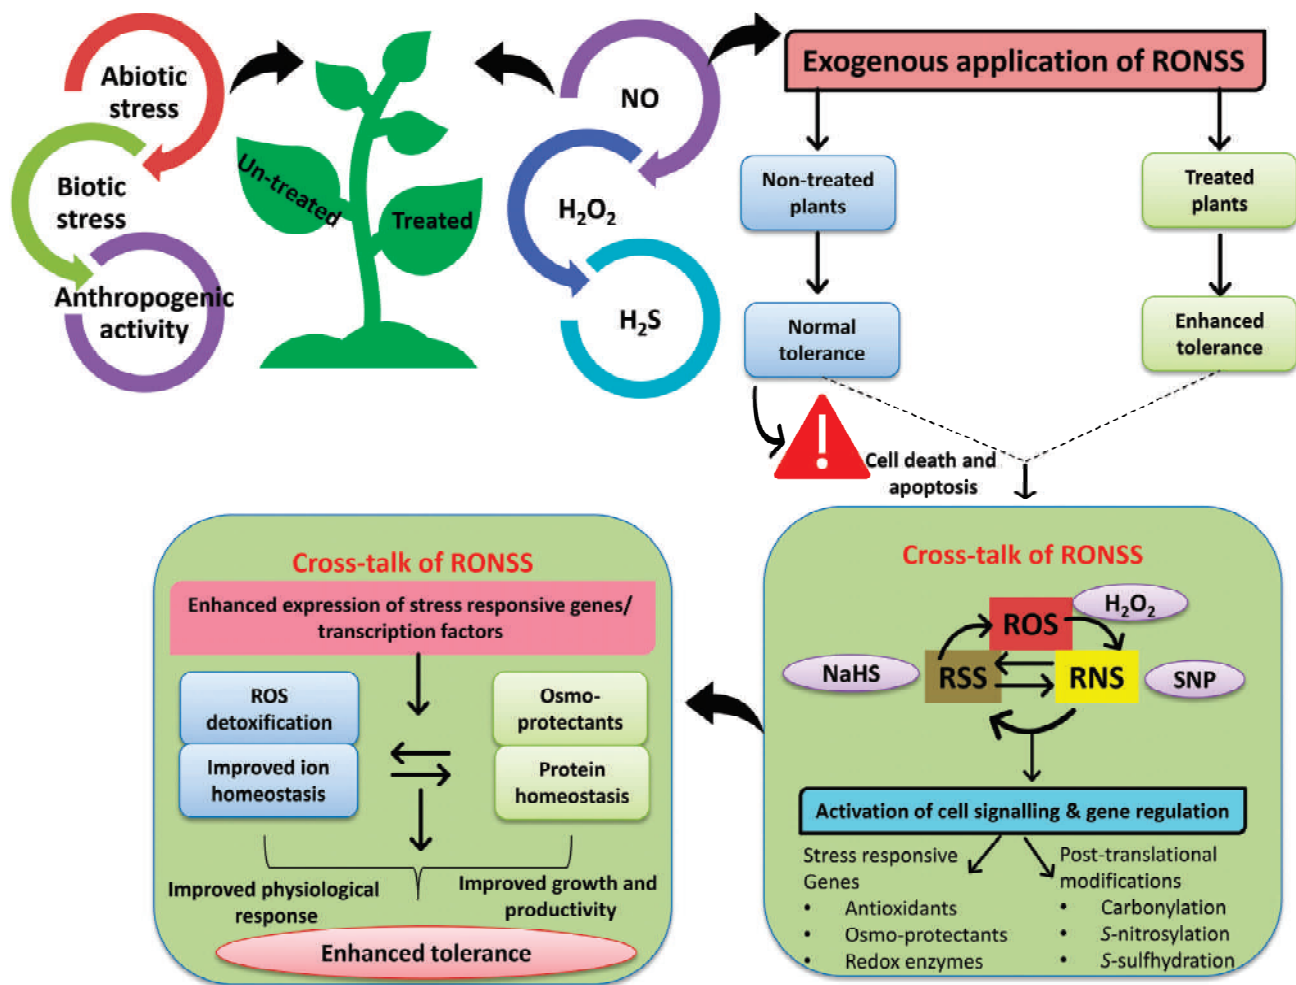 Abiotic
stress
Biotic
stress
Anthropogenic
activity
Un-treated
Treated
NO
H₂O₂
H₂S
Exogenous application of RONSS
Non-treated
plants
Treated
plants
Normal
tolerance
Enhanced
tolerance
Cell death and
apoptosis
Cross-talk of RONSS
Enhanced expression of stress responsive genes/
transcription factors
ROS
detoxification
Improved ion
homeostasis
Osmo-
protectants
Protein
homeostasis
Improved physiological
response
Improved growth and
productivity
Enhanced tolerance
Cross-talk of RONSS
H₂O₂
ROS
NaHS
RSS
RNS
SNP
Activation of cell signalling & gene regulation
Stress responsive
Genes
• Antioxidants
• Osmo-protectants
• Redox enzymes
Post-translational
modifications
• Carbonylation
• S-nitrosylation
• S-sulfhydration